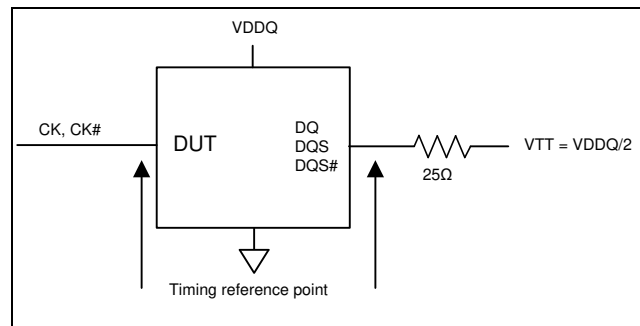 VDDQ
CK, CK#
DUT
DQ
DQS
DQS#
25Ω
VTT = VDDQ/2
Timing reference point